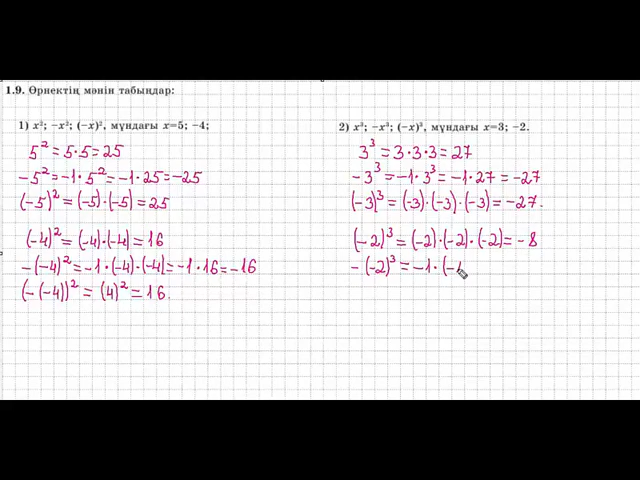 1.9. Өрнектің мәнін табыңдар:
1) x²; −x²; (−x)², мұндағы x=5; −4;
5² = 5·5 = 25
−5² = −1·5² = −1·25 = −25
(−5)² = (−5)·(−5) = 25
(−4)² = (−4)·(−4) = 16
−(−4)² = −1·(−4)·(−4) = −1·16 = −16
(−(−4))² = (4)² = 16.
2) x³; −x³; (−x)³, мұндағы x=3; −2.
3³ = 3·3·3 = 27
−3³ = −1·3³ = −1·27 = −27
(−3)³ = (−3)·(−3)·(−3) = −27.
(−2)³ = (−2)·(−2)·(−2) = −8
−(−2)³ = −1·(−